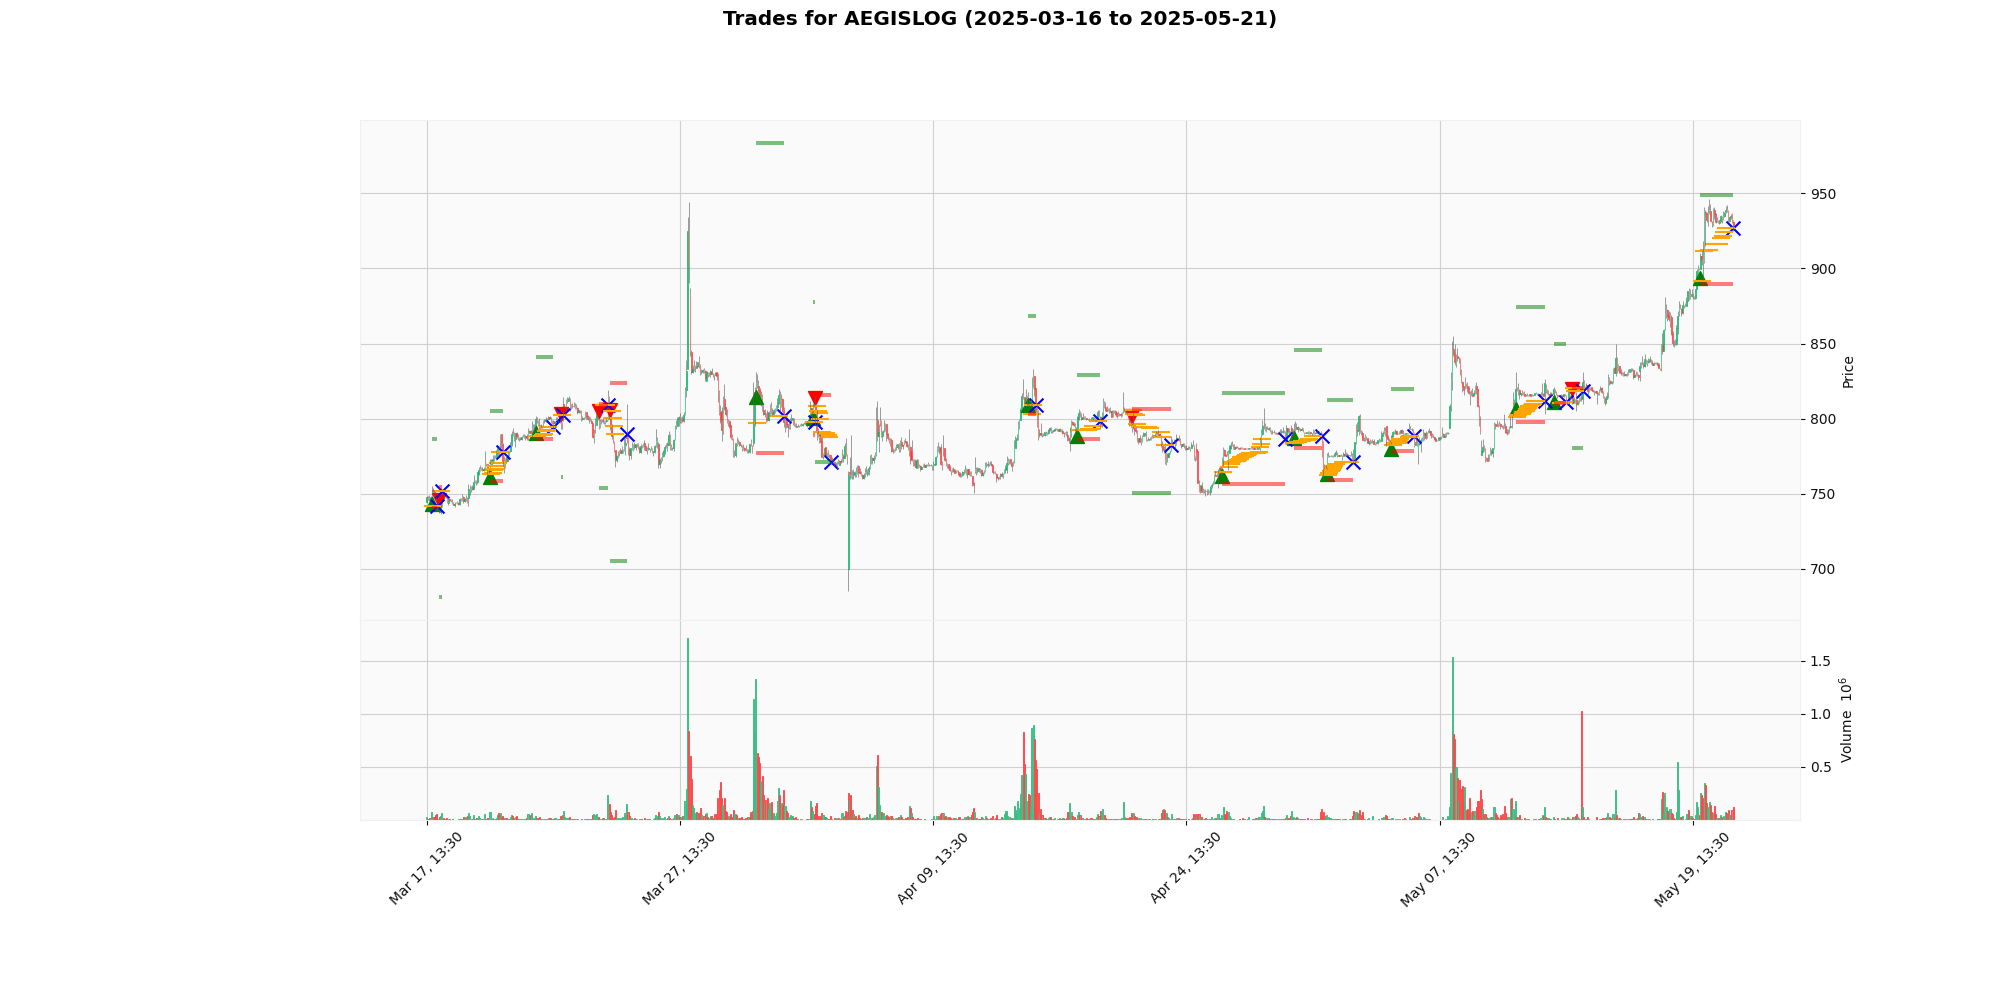 Trades for AEGISLOG (2025-03-16 to 2025-05-21)
950
900
850
800
750
700
Price
1.5
1.0
0.5
Volume 10^6
Mar 17, 13:30
Mar 27, 13:30
Apr 09, 13:30
Apr 24, 13:30
May 07, 13:30
May 19, 13:30